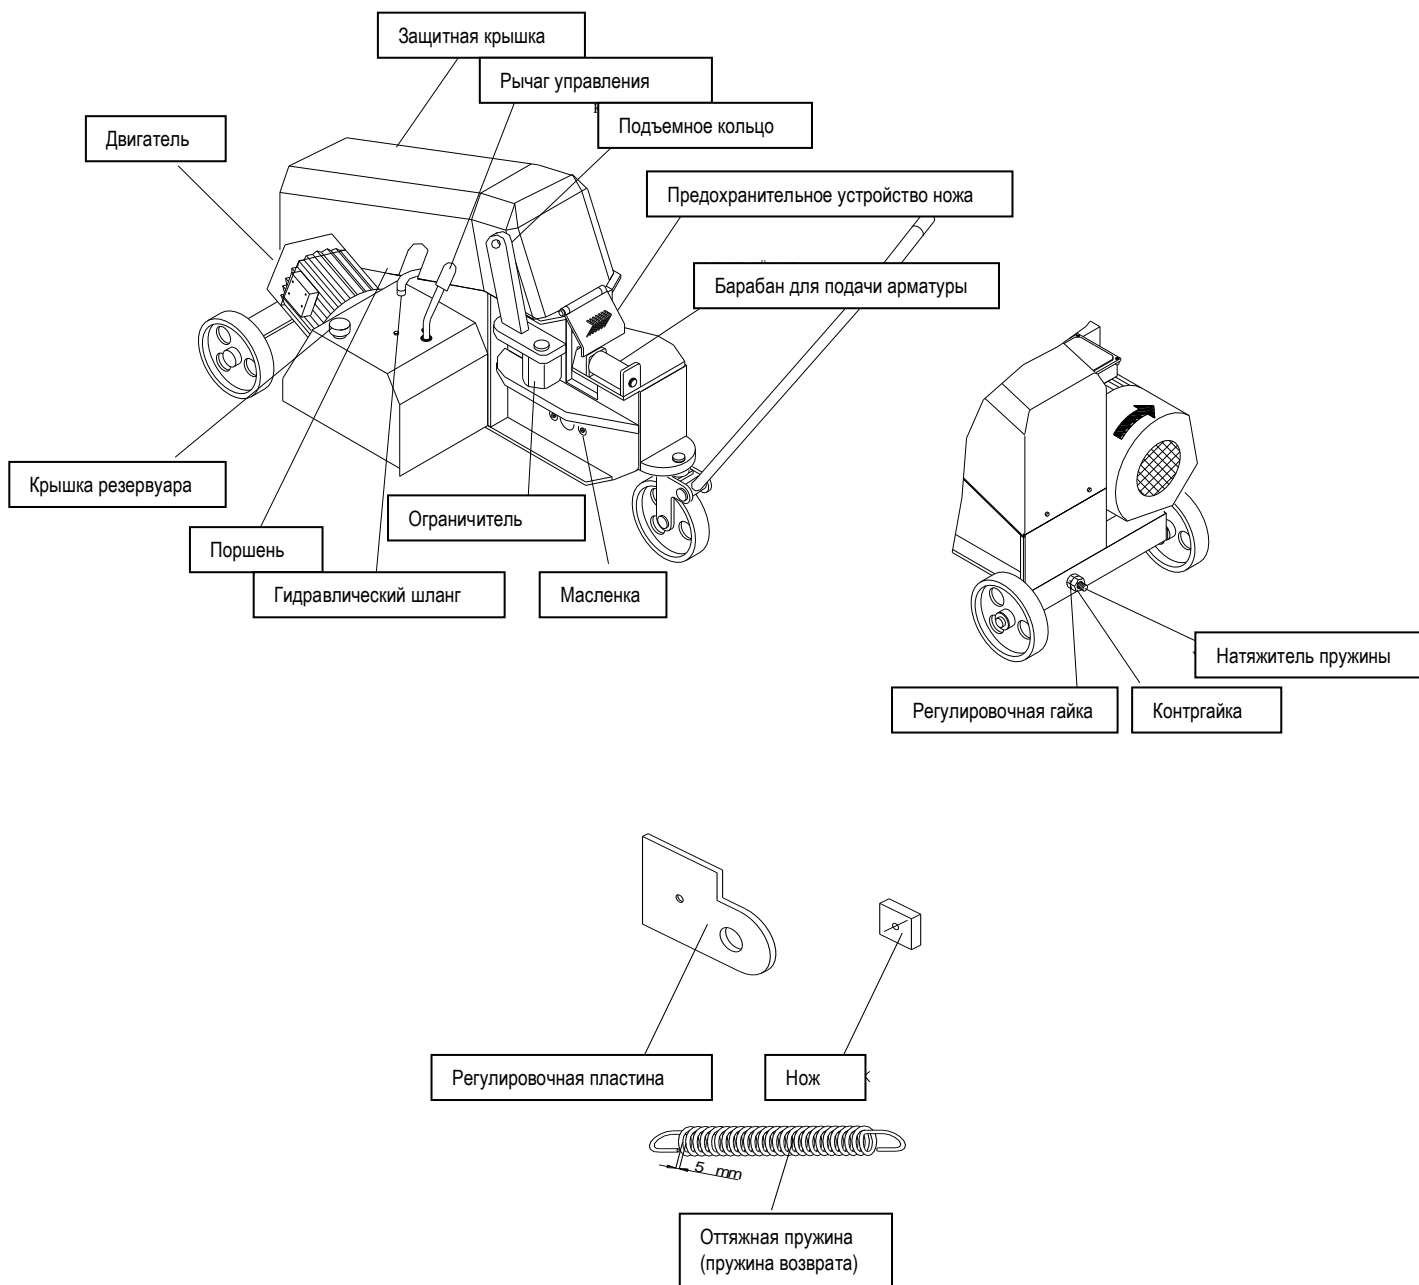 Защитная крышка
Рычаг управления
Подъемное кольцо
Двигатель
Предохранительное устройство ножа
Барабан для подачи арматуры
Крышка резервуара
Ограничитель
Поршень
Гидравлический шланг
Масленка
Натяжитель пружины
Регулировочная гайка
Контргайка
Регулировочная пластина
Нож
5 mm
Оттяжная пружина
(пружина возврата)